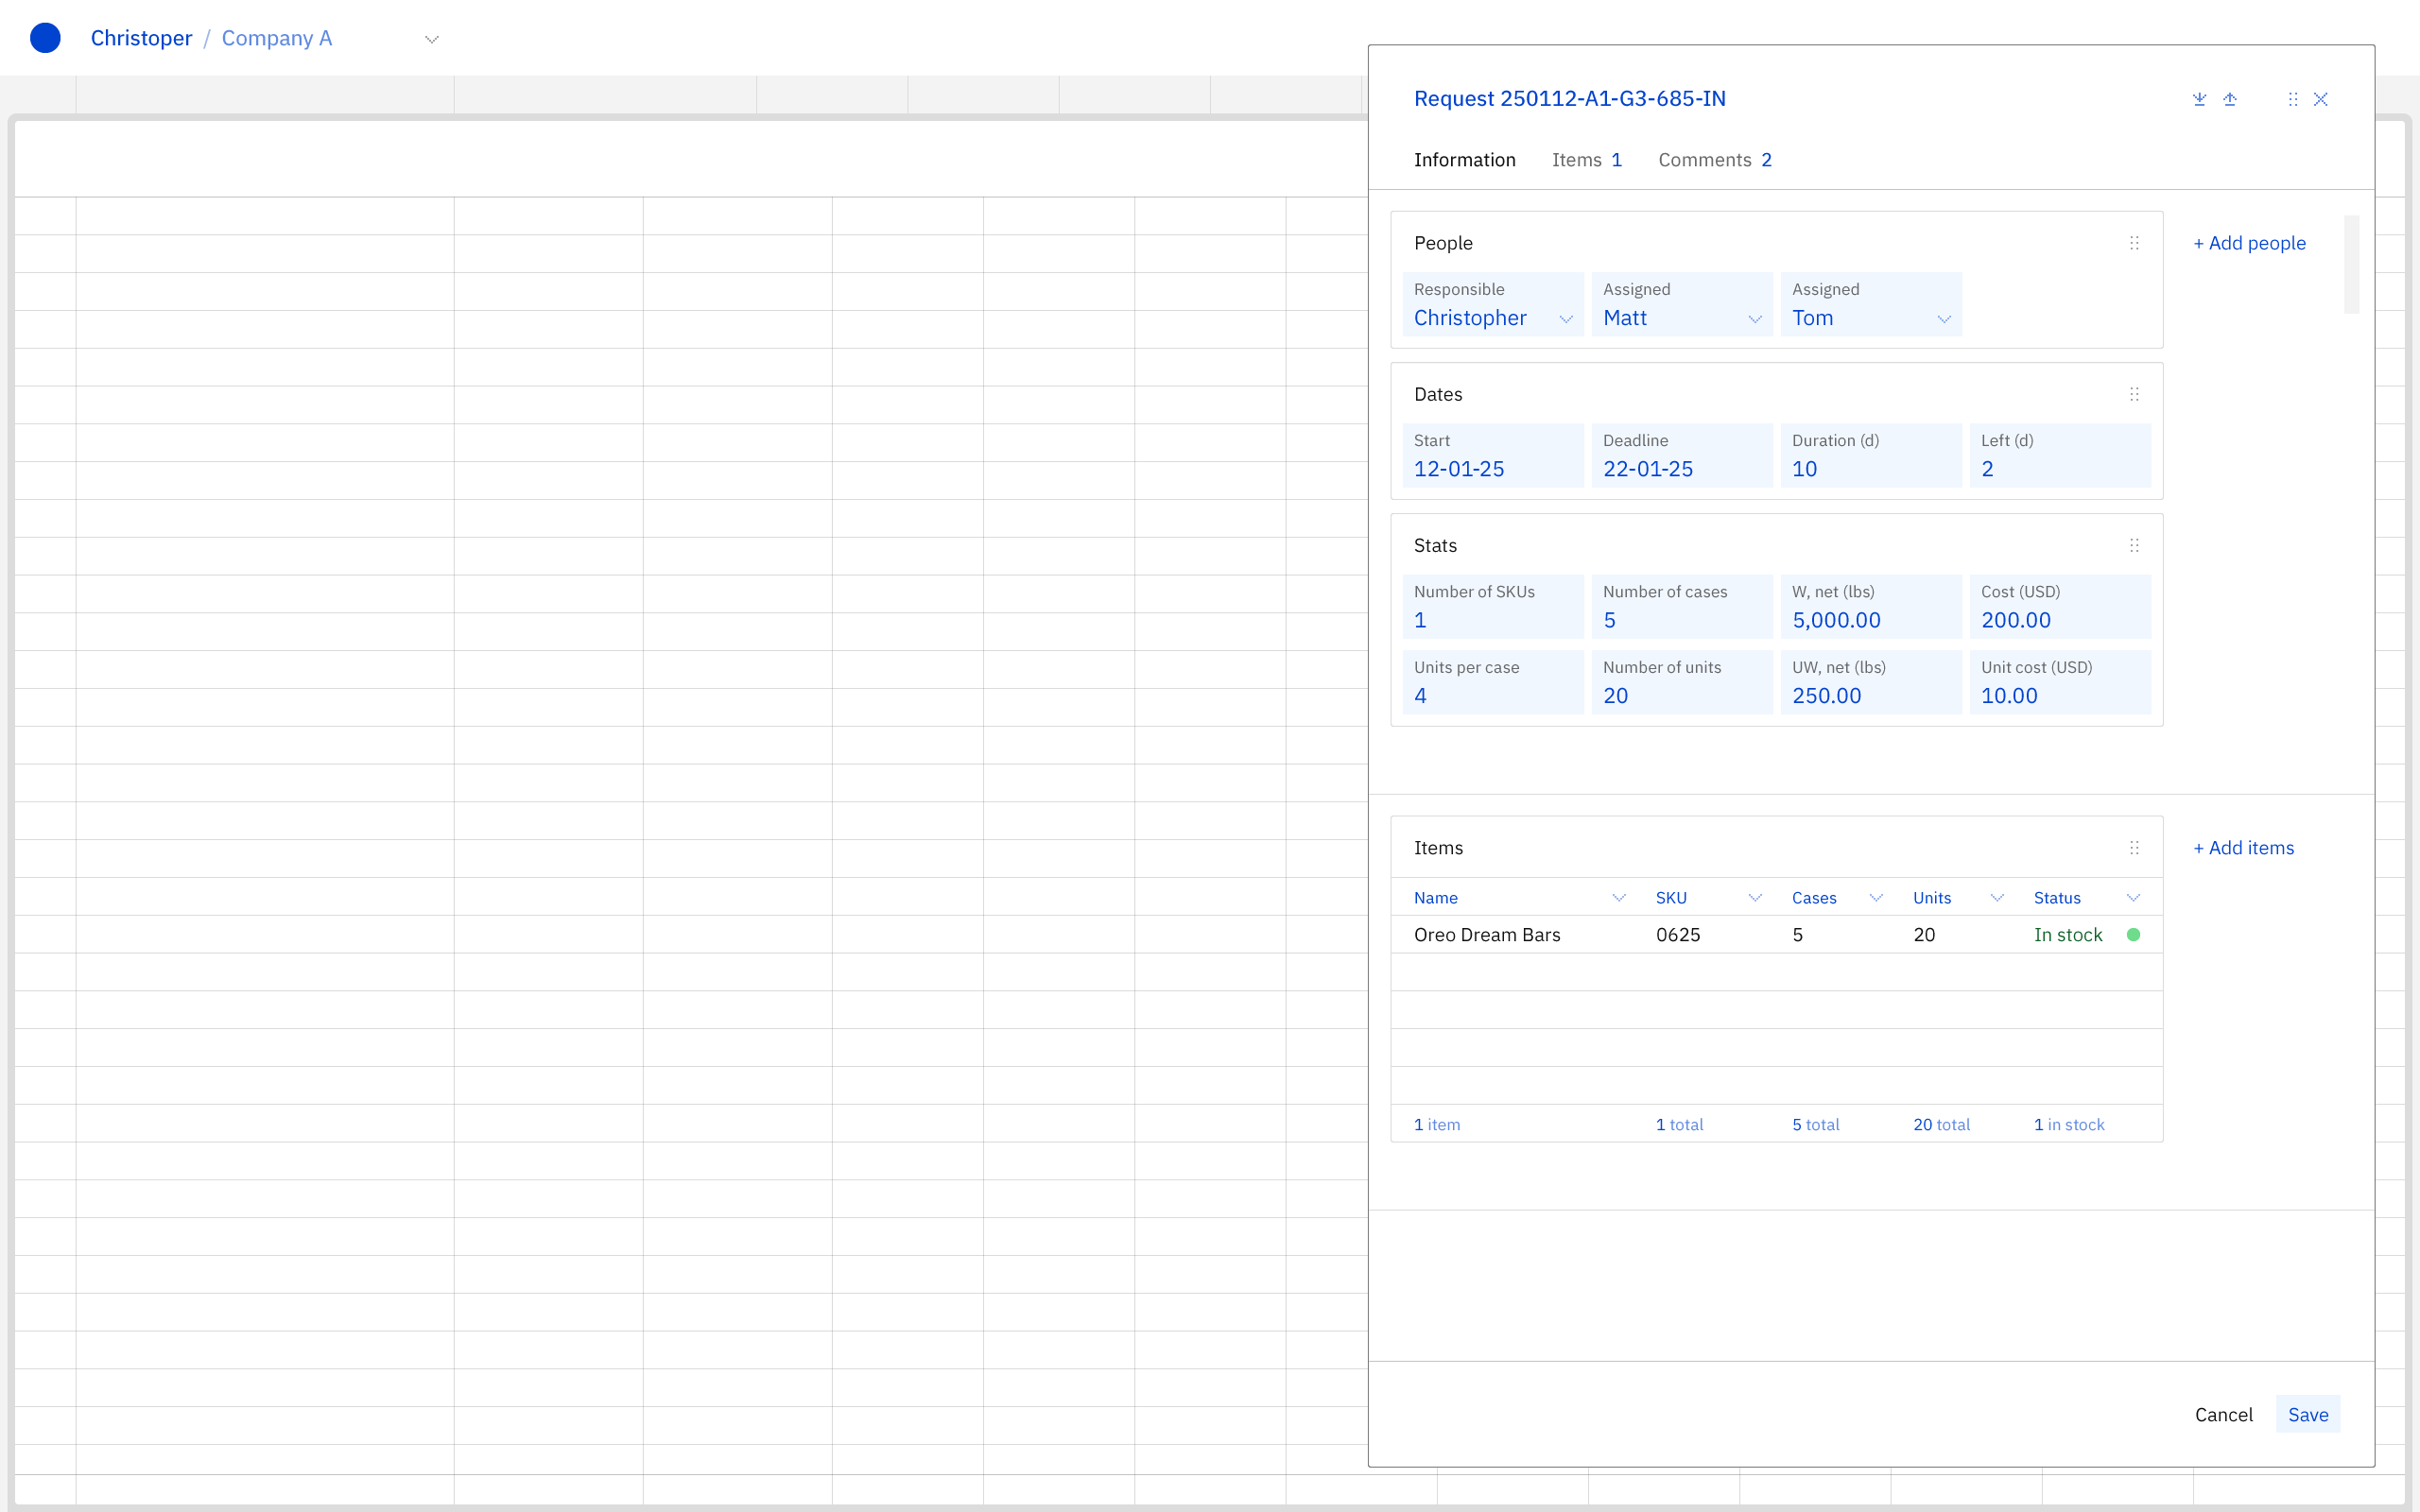 Christoper / Company A
Request 250112-A1-G3-685-IN
Information Items 1 Comments 2
People + Add people
Responsible Assigned Assigned
Christopher Matt Tom
Dates
Start Deadline Duration (d) Left (d)
12-01-25 22-01-25 10 2
Stats
Number of SKUs Number of cases W, net (lbs) Cost (USD)
1 5 5,000.00 200.00
Units per case Number of units UW, net (lbs) Unit cost (USD)
4 20 250.00 10.00
Items + Add items
Name SKU Cases Units Status
Oreo Dream Bars 0625 5 20 In stock
1 item 1 total 5 total 20 total 1 in stock
Cancel Save